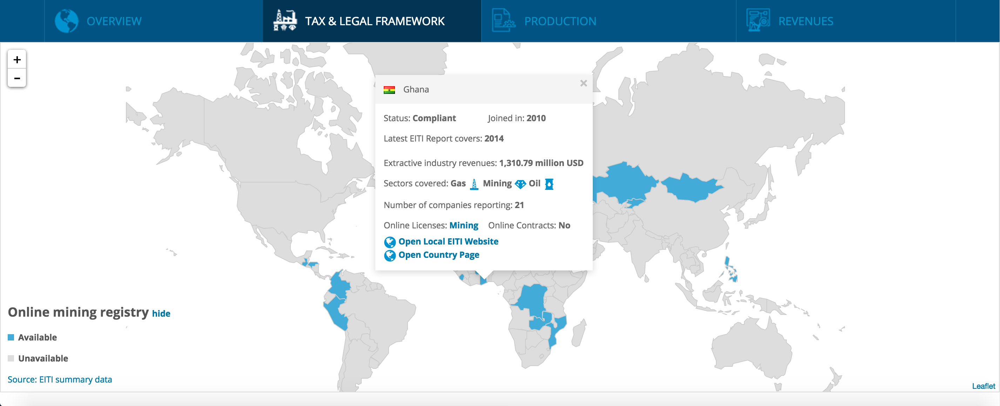 OVERVIEW
TAX & LEGAL FRAMEWORK
PRODUCTION
REVENUES
+
−
Ghana
×
Status: Compliant Joined in: 2010
Latest EITI Report covers: 2014
Extractive industry revenues: 1,310.79 million USD
Sectors covered: Gas Mining Oil
Number of companies reporting: 21
Online Licenses: Mining Online Contracts: No
Open Local EITI Website
Open Country Page
Online mining registry hide
Available
Unavailable
Source: EITI summary data
Leaflet